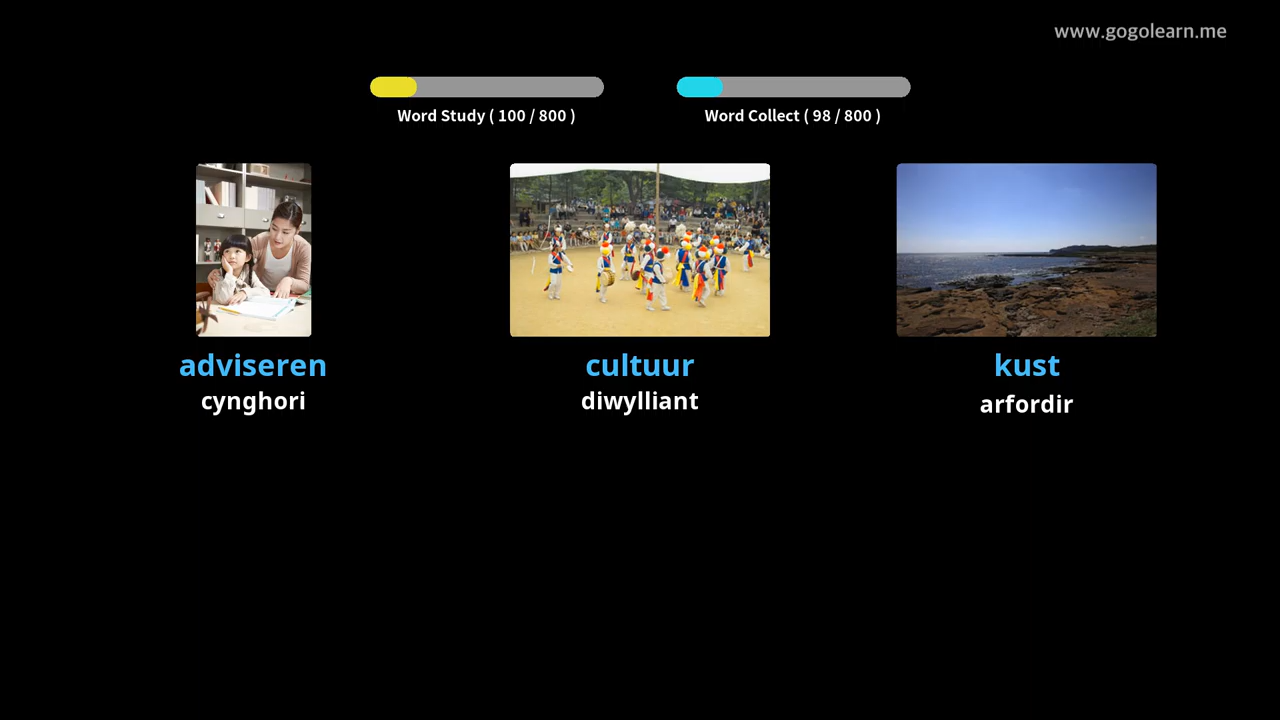 www.gogolearn.me
Word Study ( 100 / 800 )
Word Collect ( 98 / 800 )
adviseren
cynghori
cultuur
diwylliant
kust
arfordir